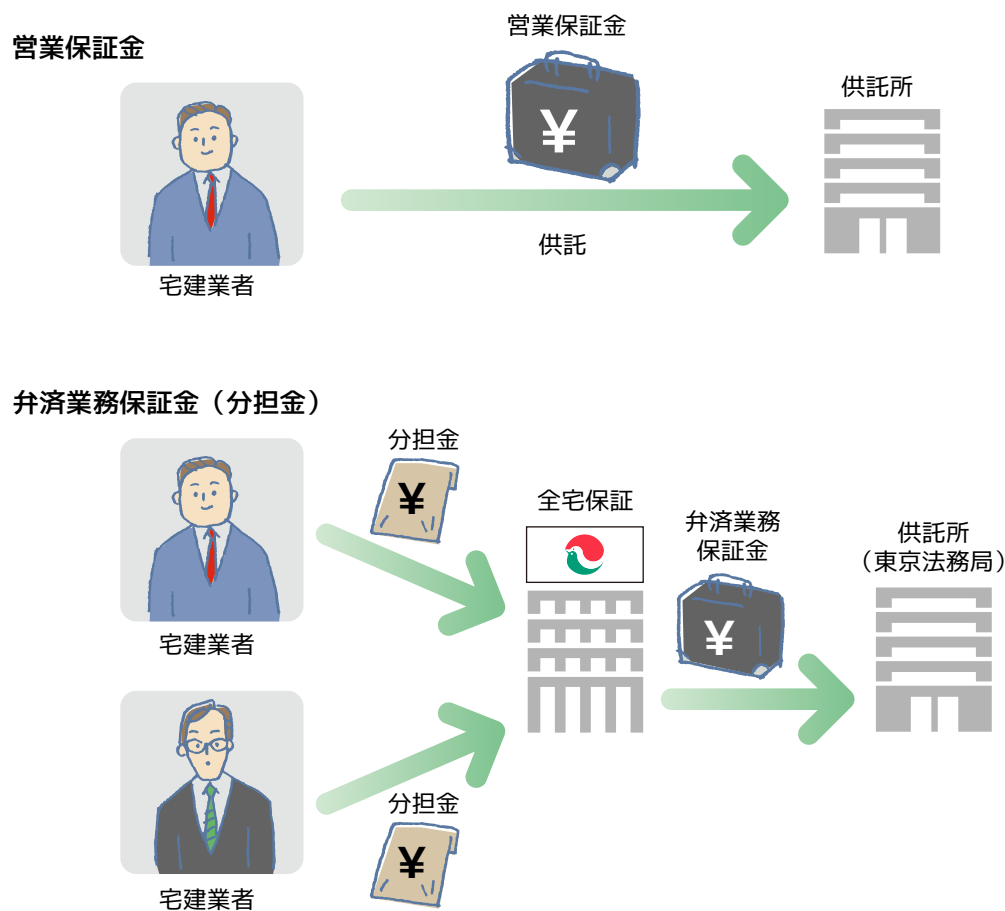 営業保証金
営業保証金
¥
供託所
供託
宅建業者
弁済業務保証金（分担金）
分担金
¥
宅建業者
全宅保証
弁済業務
保証金
¥
供託所
（東京法務局）
分担金
¥
宅建業者